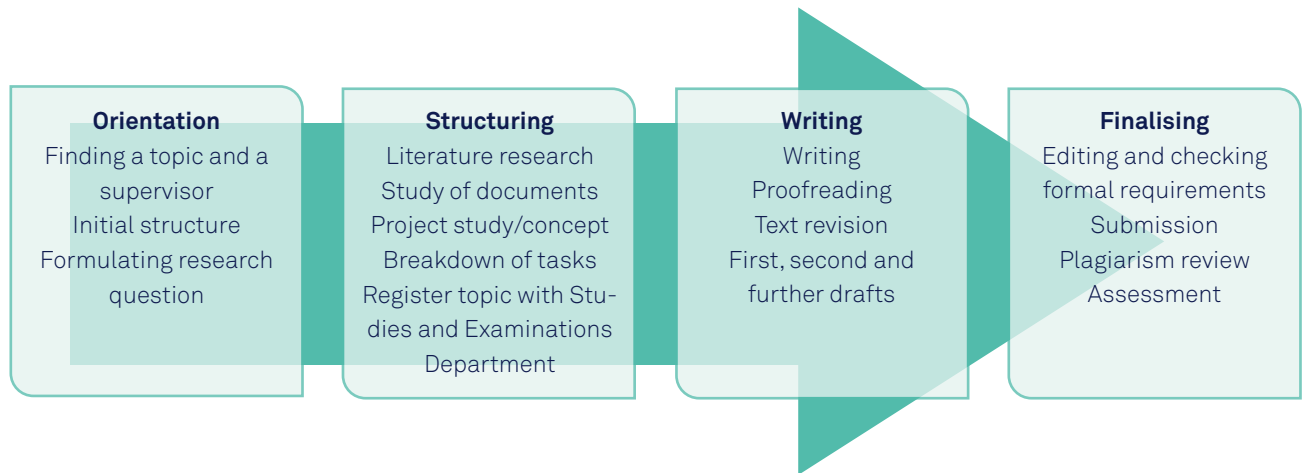 Orientation
Finding a topic and a
supervisor
Initial structure
Formulating research
question
Structuring
Literature research
Study of documents
Project study/concept
Breakdown of tasks
Register topic with Stu-
dies and Examinations
Department
Writing
Writing
Proofreading
Text revision
First, second and
further drafts
Finalising
Editing and checking
formal requirements
Submission
Plagiarism review
Assessment